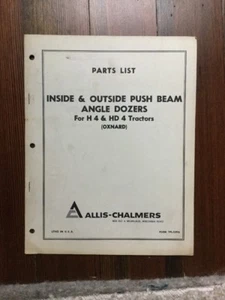 PARTS LIST
INSIDE & OUTSIDE PUSH BEAM
ANGLE DOZERS
For H 4 & HD 4 Tractors
(OXNARD)
ALLIS-CHALMERS